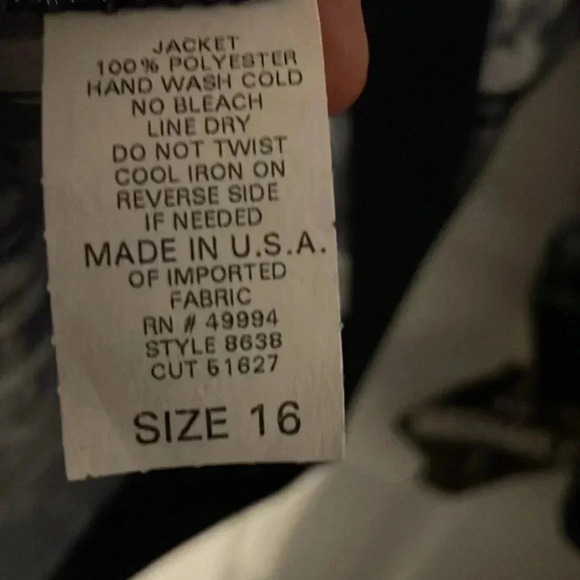 JACKET
100% POLYESTER
HAND WASH COLD
NO BLEACH
LINE DRY
DO NOT TWIST
COOL IRON ON
REVERSE SIDE
IF NEEDED
MADE IN U.S.A.
OF IMPORTED
FABRIC
RN # 49994
STYLE 8638
CUT 51627
SIZE 16